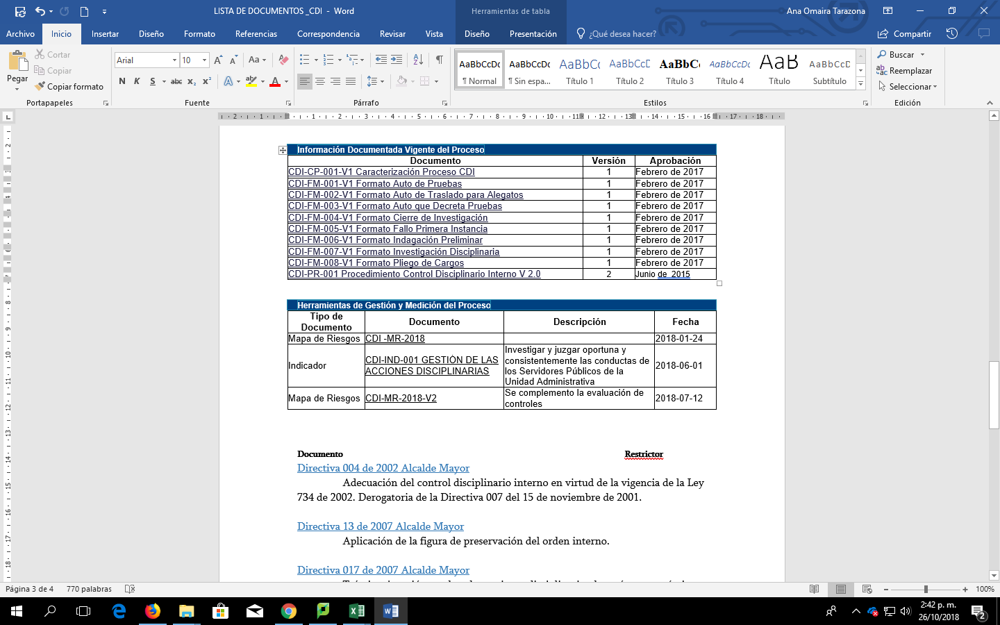 LISTA DE DOCUMENTOS _CDI - Word
Herramientas de tabla
Ana Omaira Tarazona
Archivo Inicio Insertar Diseño Formato Referencias Correspondencia Revisar Vista Diseño Presentación ¿Qué desea hacer? Compartir
Pegar
Cortar
Copiar
Copiar formato
Portapapeles
Arial 10
N K S abc x₂ x²
Fuente
Párrafo
AaBbCcDc AaBbCcDc AaBbCc AaBbCcD AaBbC AaBbCcDc AaB AaBbCcD
¶ Normal ¶ Sin espa... Título 1 Título 2 Título 3 Título 4 Título Subtítulo
Estilos
Buscar
Reemplazar
Seleccionar
Edición
Información Documentada Vigente del Proceso
Documento Versión Aprobación
CDI-CP-001-V1 Caracterización Proceso CDI 1 Febrero de 2017
CDI-FM-001-V1 Formato Auto de Pruebas 1 Febrero de 2017
CDI-FM-002-V1 Formato Auto de Traslado para Alegatos 1 Febrero de 2017
CDI-FM-003-V1 Formato Auto que Decreta Pruebas 1 Febrero de 2017
CDI-FM-004-V1 Formato Cierre de Investigación 1 Febrero de 2017
CDI-FM-005-V1 Formato Fallo Primera Instancia 1 Febrero de 2017
CDI-FM-006-V1 Formato Indagación Preliminar 1 Febrero de 2017
CDI-FM-007-V1 Formato Investigación Disciplinaria 1 Febrero de 2017
CDI-FM-008-V1 Formato Pliego de Cargos 1 Febrero de 2017
CDI-PR-001 Procedimiento Control Disciplinario Interno V 2.0 2 Junio de 2015
Herramientas de Gestión y Medición del Proceso
Tipo de
Documento
Documento Descripción Fecha
Mapa de Riesgos CDI -MR-2018 2018-01-24
Indicador
CDI-IND-001 GESTIÓN DE LAS
ACCIONES DISCIPLINARIAS
Investigar y juzgar oportuna y
consistentemente las conductas de
los Servidores Públicos de la
Unidad Administrativa
2018-06-01
Mapa de Riesgos CDI-MR-2018-V2
Se complemento la evaluación de
controles
2018-07-12
Documento Restrictor
Directiva 004 de 2002 Alcalde Mayor
Adecuación del control disciplinario interno en virtud de la vigencia de la Ley
734 de 2002. Derogatoria de la Directiva 007 del 15 de noviembre de 2001.
Directiva 13 de 2007 Alcalde Mayor
Aplicación de la figura de preservación del orden interno.
Directiva 017 de 2007 Alcalde Mayor
Página 3 de 4 770 palabras 100%
2:42 p. m.
26/10/2018
2